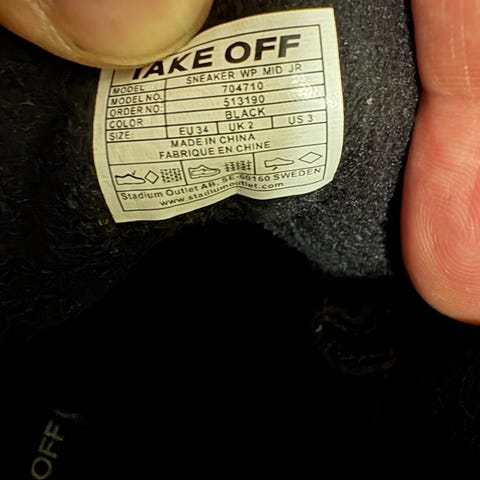 TAKE OFF
MODEL SNEAKER WP MID JR
MODEL NO. 704710
ORDER NO: 513190
COLOR BLACK
SIZE: EU 34 UK 2 US 3
MADE IN CHINA
FABRIQUE EN CHINE
Stadium Outlet AB, SE-60160 SWEDEN
www.stadiumoutlet.com
OFF